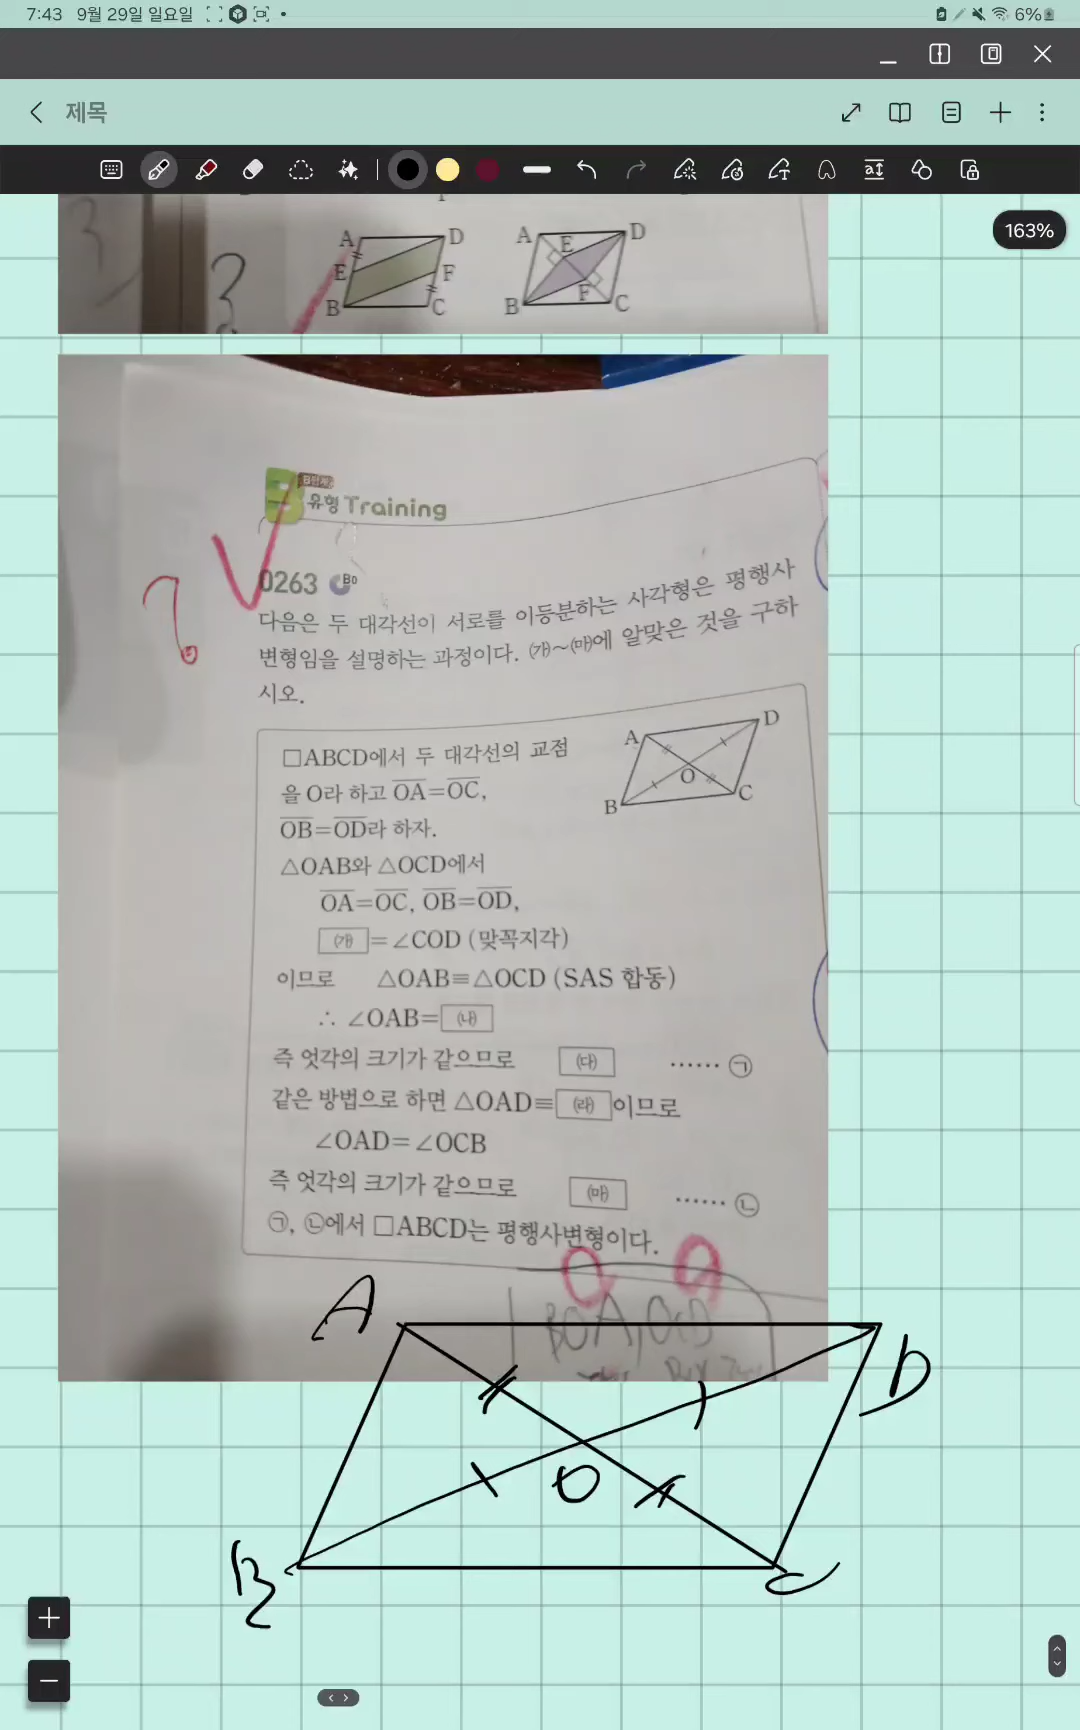 7:43 9월 29일 일요일
6%
제목
163%
A D
E F
B C
A E D
B F C
B
유형 Training
0263
다음은 두 대각선이 서로를 이등분하는 사각형은 평행사
변형임을 설명하는 과정이다. ㈎~㈒에 알맞은 것을 구하
시오.
□ABCD에서 두 대각선의 교점
을 O라 하고 OA=OC,
OB=OD라 하자.
A D
O
B C
△OAB와 △OCD에서
OA=OC, OB=OD,
㈎=∠COD (맞꼭지각)
이므로 △OAB≡△OCD (SAS 합동)
∴ ∠OAB=㈏
즉 엇각의 크기가 같으므로 ㈐ ⋯⋯ ㉠
같은 방법으로 하면 △OAD≡㈑이므로
∠OAD=∠OCB
즉 엇각의 크기가 같으므로 ㈒ ⋯⋯ ㉡
㉠, ㉡에서 □ABCD는 평행사변형이다.
BOA, OCD
A D
O
B C